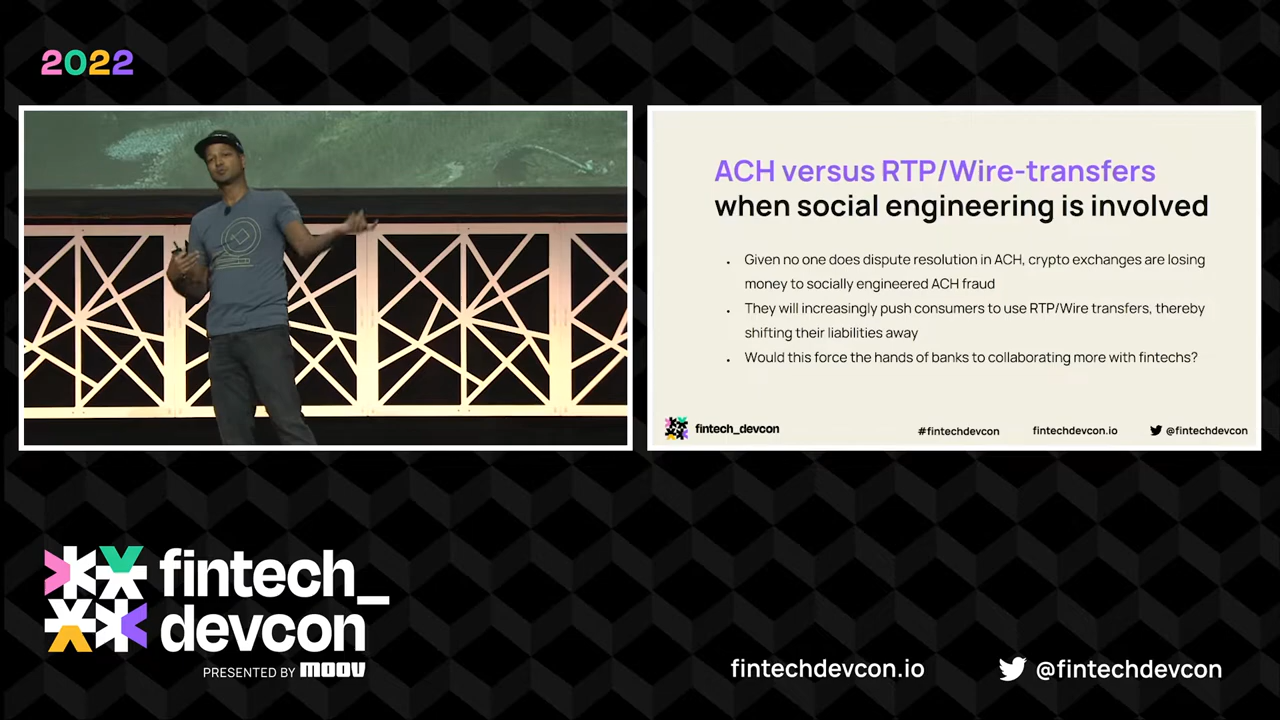 2022
ACH versus RTP/Wire-transfers
when social engineering is involved
• Given no one does dispute resolution in ACH, crypto exchanges are losing
money to socially engineered ACH fraud
• They will increasingly push consumers to use RTP/Wire transfers, thereby
shifting their liabilities away
• Would this force the hands of banks to collaborating more with fintechs?
fintech_devcon
#fintechdevcon
fintechdevcon.io
@fintechdevcon
fintech_
devcon
PRESENTED BY moov
fintechdevcon.io
@fintechdevcon